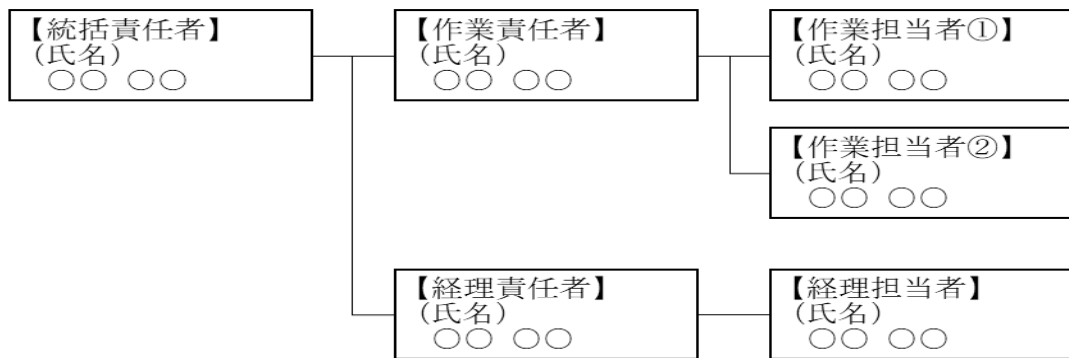 【統括責任者】
(氏名)
○○ ○○
【作業責任者】
(氏名)
○○ ○○
【作業担当者①】
(氏名)
○○ ○○
【作業担当者②】
(氏名)
○○ ○○
【経理責任者】
(氏名)
○○ ○○
【経理担当者】
(氏名)
○○ ○○